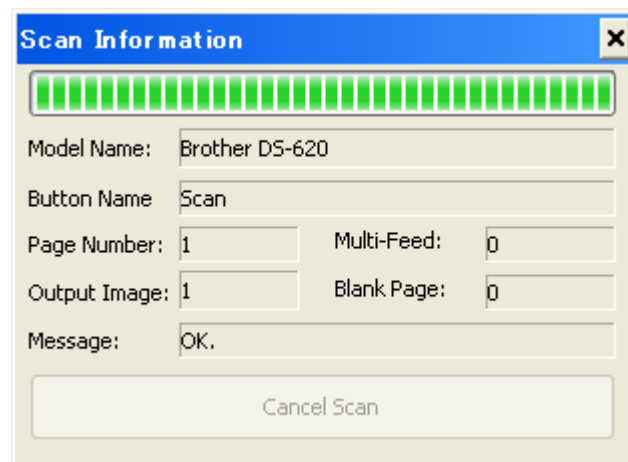 Scan Information
Model Name: Brother DS-620
Button Name Scan
Page Number: 1 Multi-Feed: 0
Output Image: 1 Blank Page: 0
Message: OK.
Cancel Scan